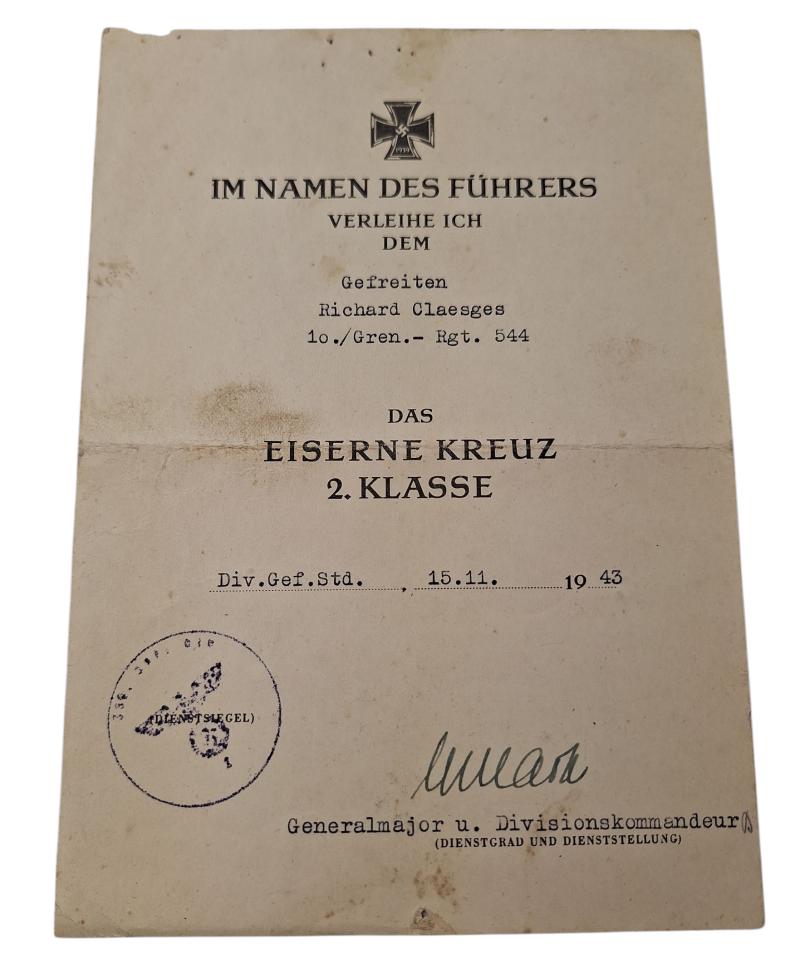 1939
IM NAMEN DES FÜHRERS
VERLEIHE ICH
DEM
Gefreiten
Richard Claesges
1o./Gren.- Rgt. 544
DAS
EISERNE KREUZ
2. KLASSE
Div.Gef.Std. , 15.11. 19 43
(DIENSTSIEGEL)
Generalmajor u. Divisionskommandeur
(DIENSTGRAD UND DIENSTSTELLUNG)